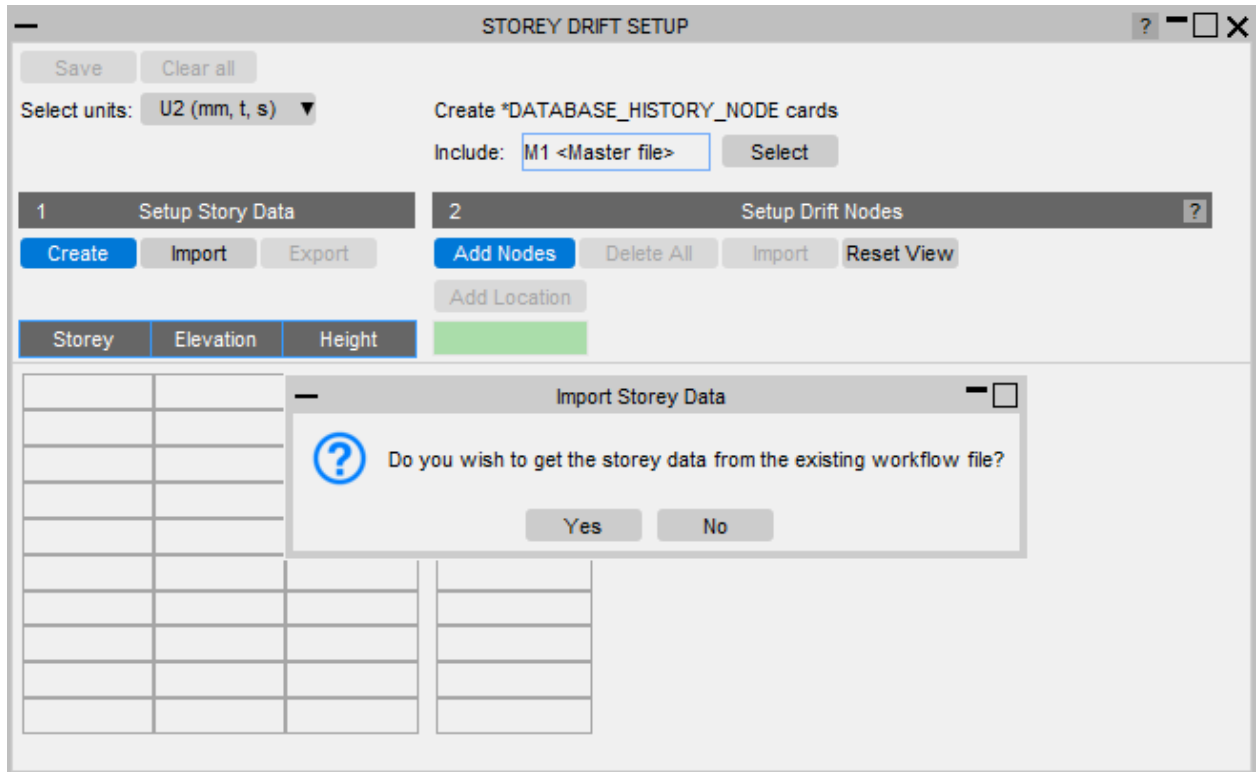 STOREY DRIFT SETUP ?
Save Clear all
Select units: U2 (mm, t, s) ▼ Create *DATABASE_HISTORY_NODE cards
Include: M1 <Master file> Select
1 Setup Story Data 2 Setup Drift Nodes ?
Create Import Export Add Nodes Delete All Import Reset View
Add Location
Storey Elevation Height
Import Storey Data
? Do you wish to get the storey data from the existing workflow file?
Yes No